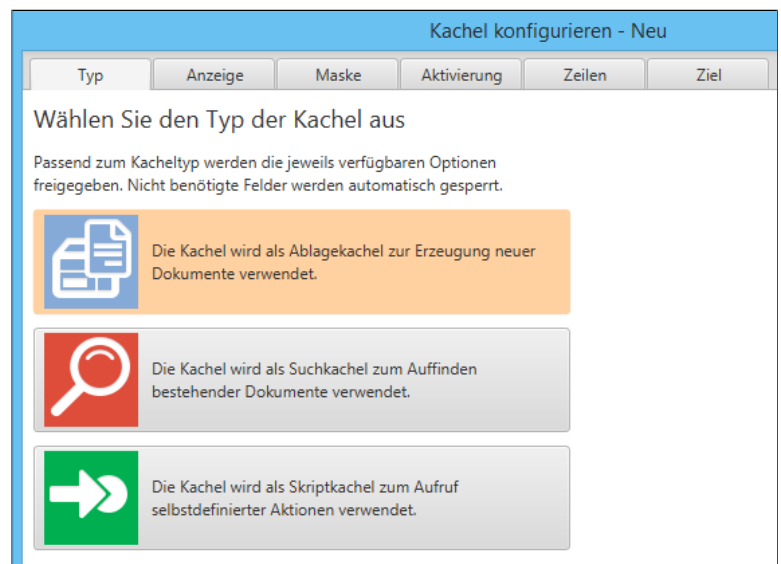 Kachel konfigurieren - Neu
Typ Anzeige Maske Aktivierung Zeilen Ziel
Wählen Sie den Typ der Kachel aus
Passend zum Kacheltyp werden die jeweils verfügbaren Optionen
freigegeben. Nicht benötigte Felder werden automatisch gesperrt.
Die Kachel wird als Ablagekachel zur Erzeugung neuer
Dokumente verwendet.
Die Kachel wird als Suchkachel zum Auffinden
bestehender Dokumente verwendet.
Die Kachel wird als Skriptkachel zum Aufruf
selbstdefinierter Aktionen verwendet.